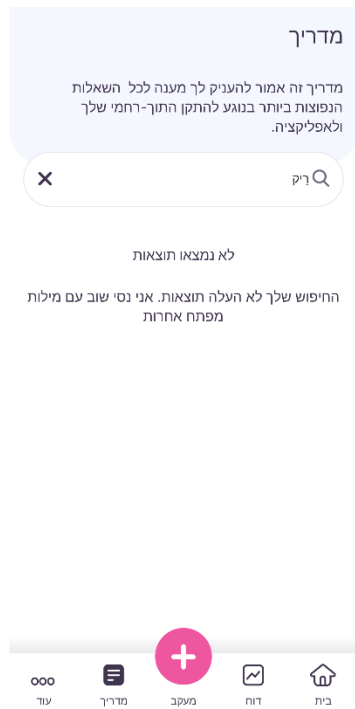 מדריך
מדריך זה אמור להעניק לך מענה לכל השאלות
הנפוצות ביותר בנוגע להתקן התוך-רחמי שלך
ולאפליקציה.
רֵיק
לא נמצאו תוצאות
החיפוש שלך לא העלה תוצאות. אני נסי שוב עם מילות
מפתח אחרות
בית
דוח
מעקב
מדריך
עוד